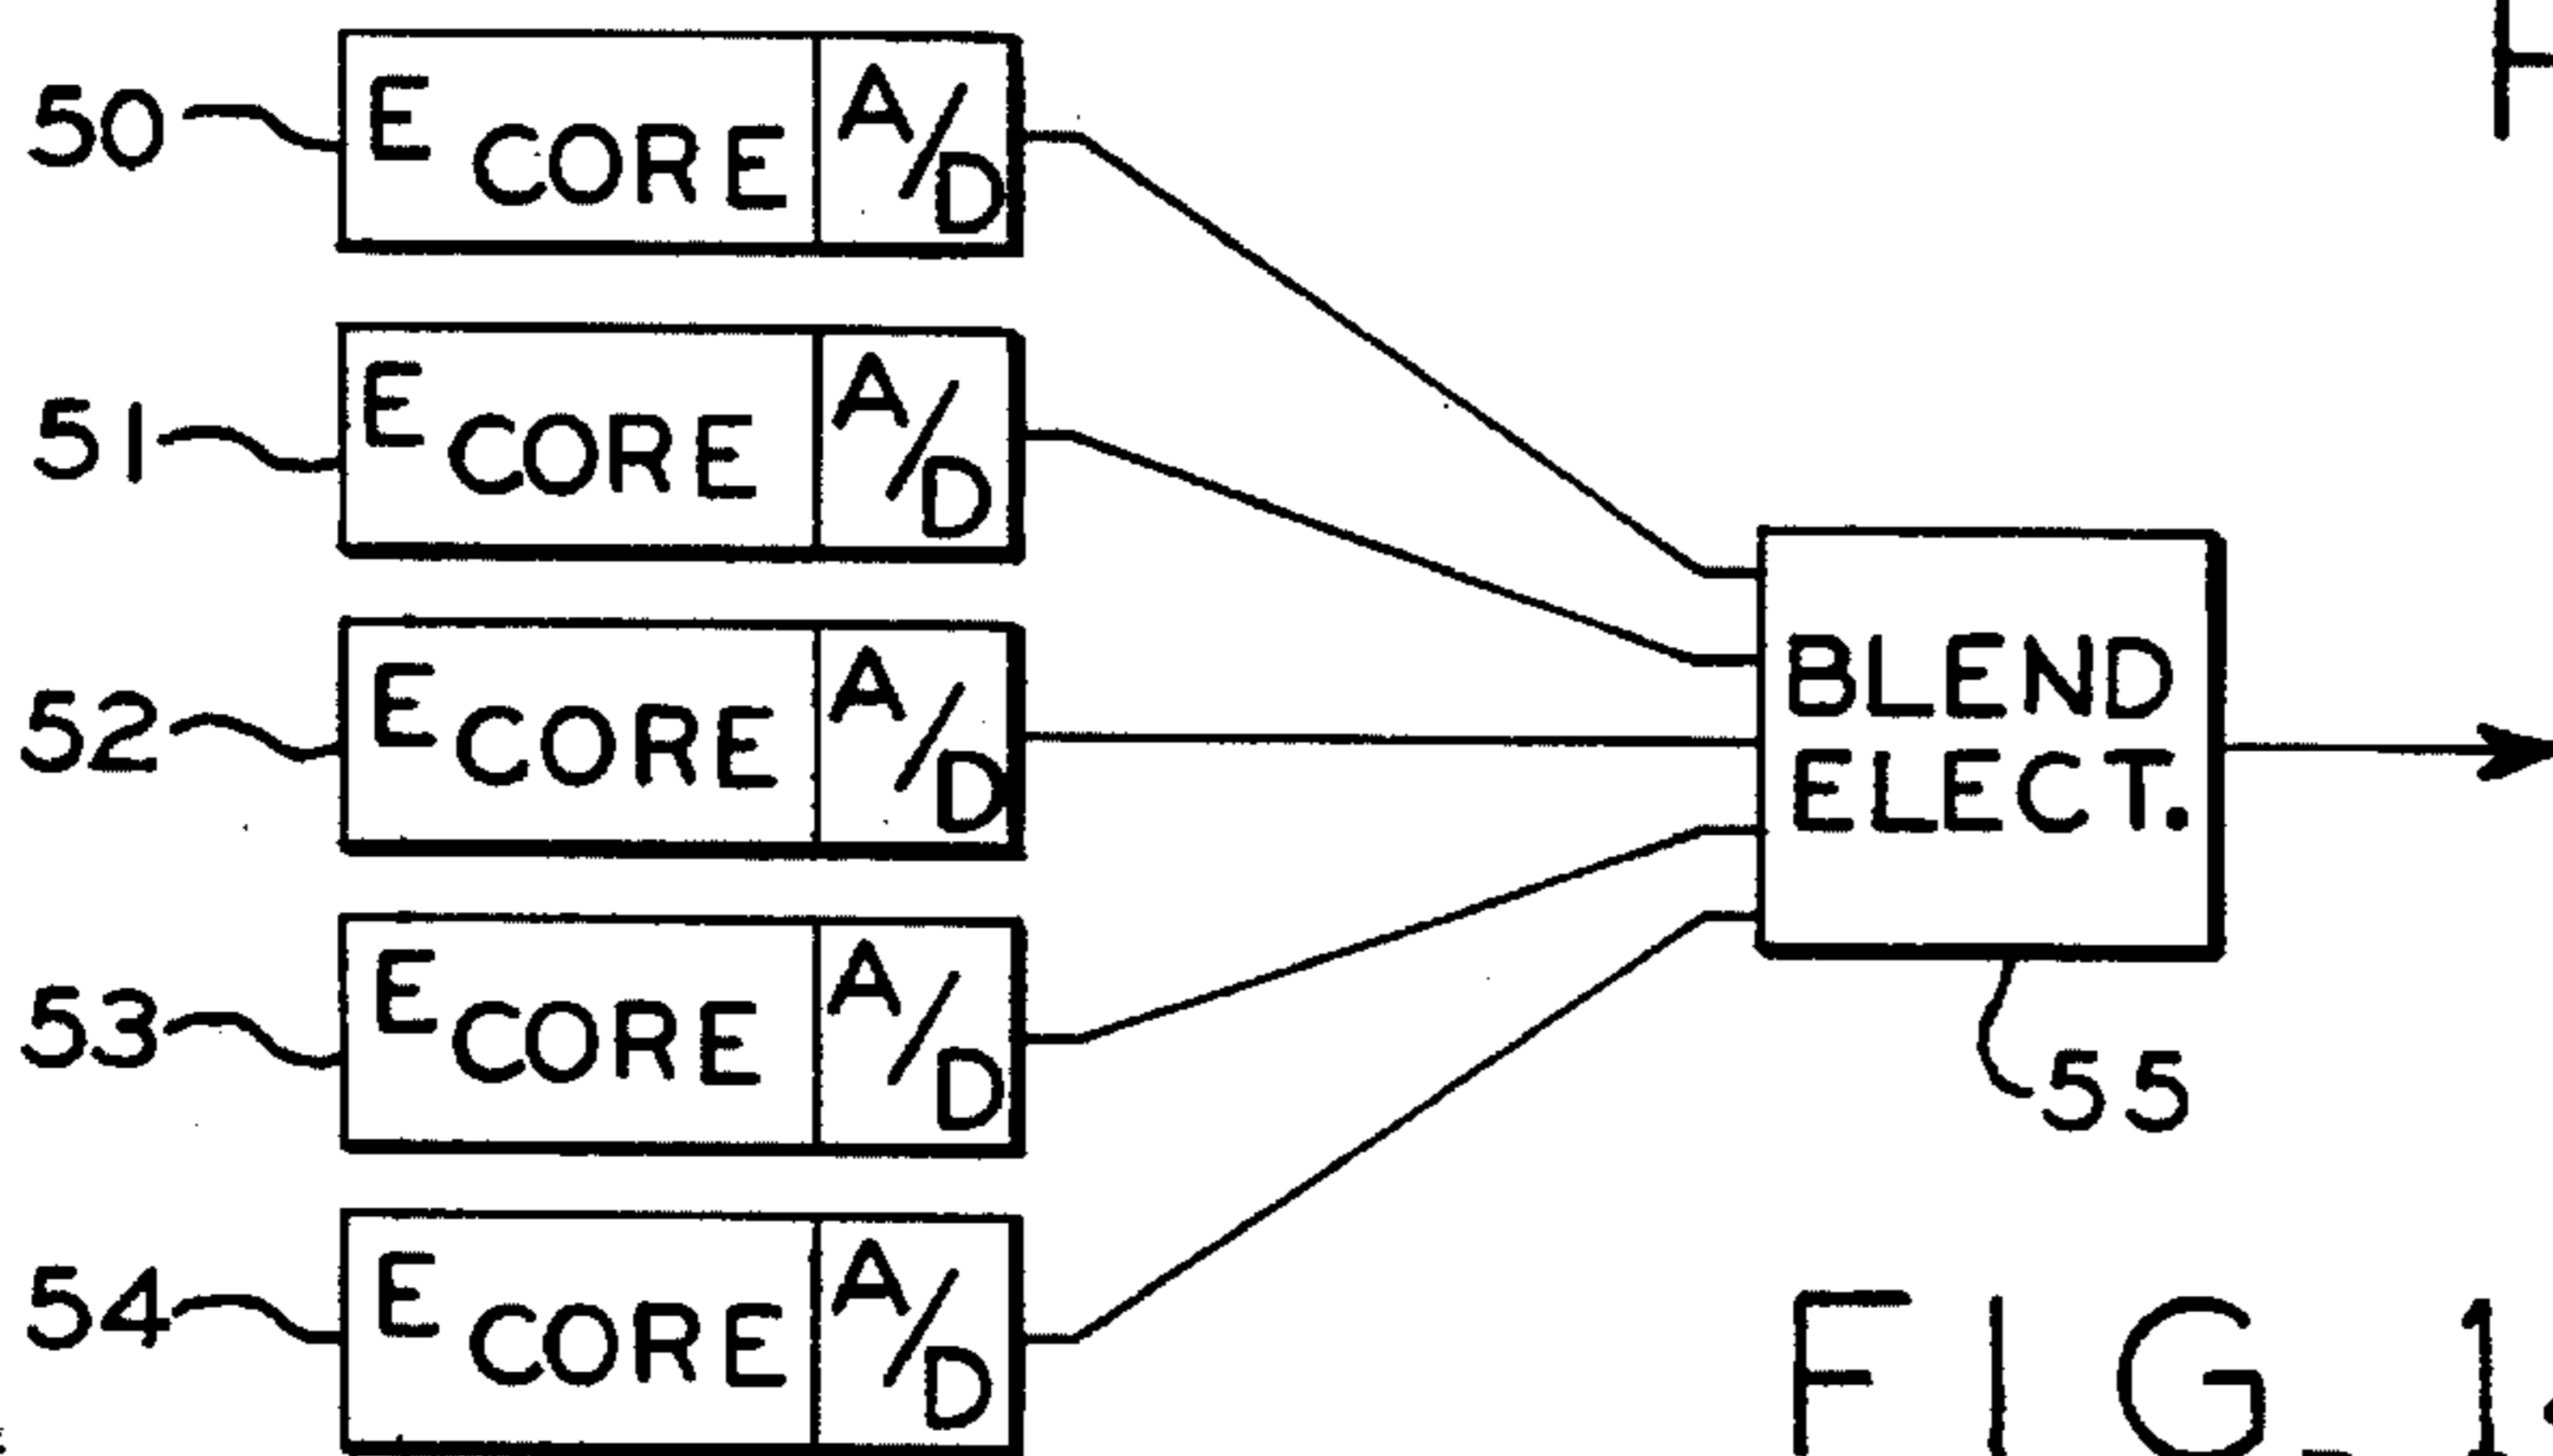 50 E CORE A/D
51 E CORE A/D
52 E CORE A/D
BLEND
ELECT.
53 E CORE A/D
55
54 E CORE A/D
FIG.